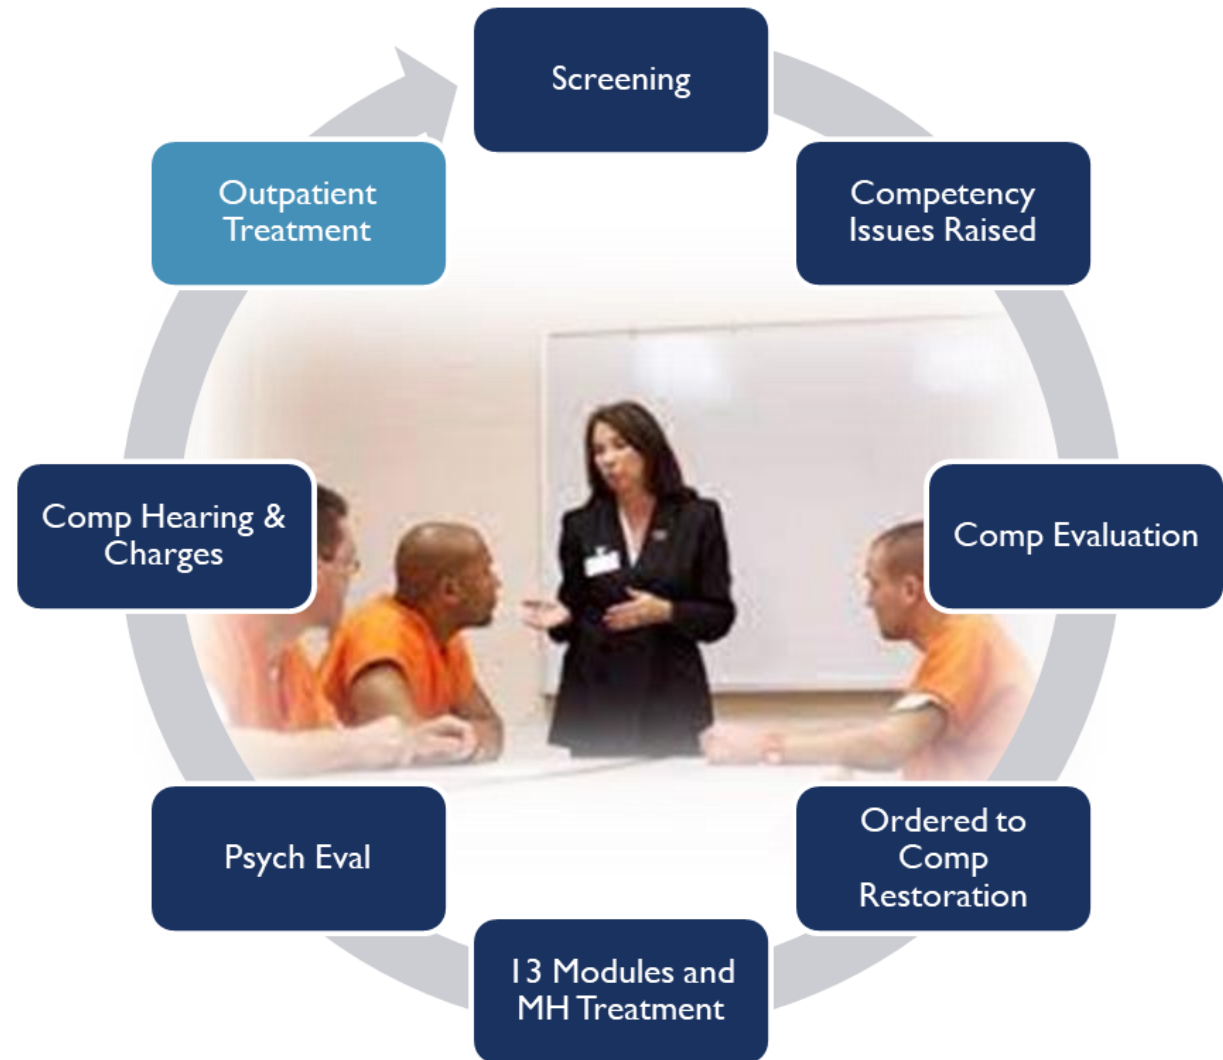 Screening
Competency
Issues Raised
Comp Evaluation
Ordered to
Comp
Restoration
13 Modules and
MH Treatment
Psych Eval
Comp Hearing &
Charges
Outpatient
Treatment